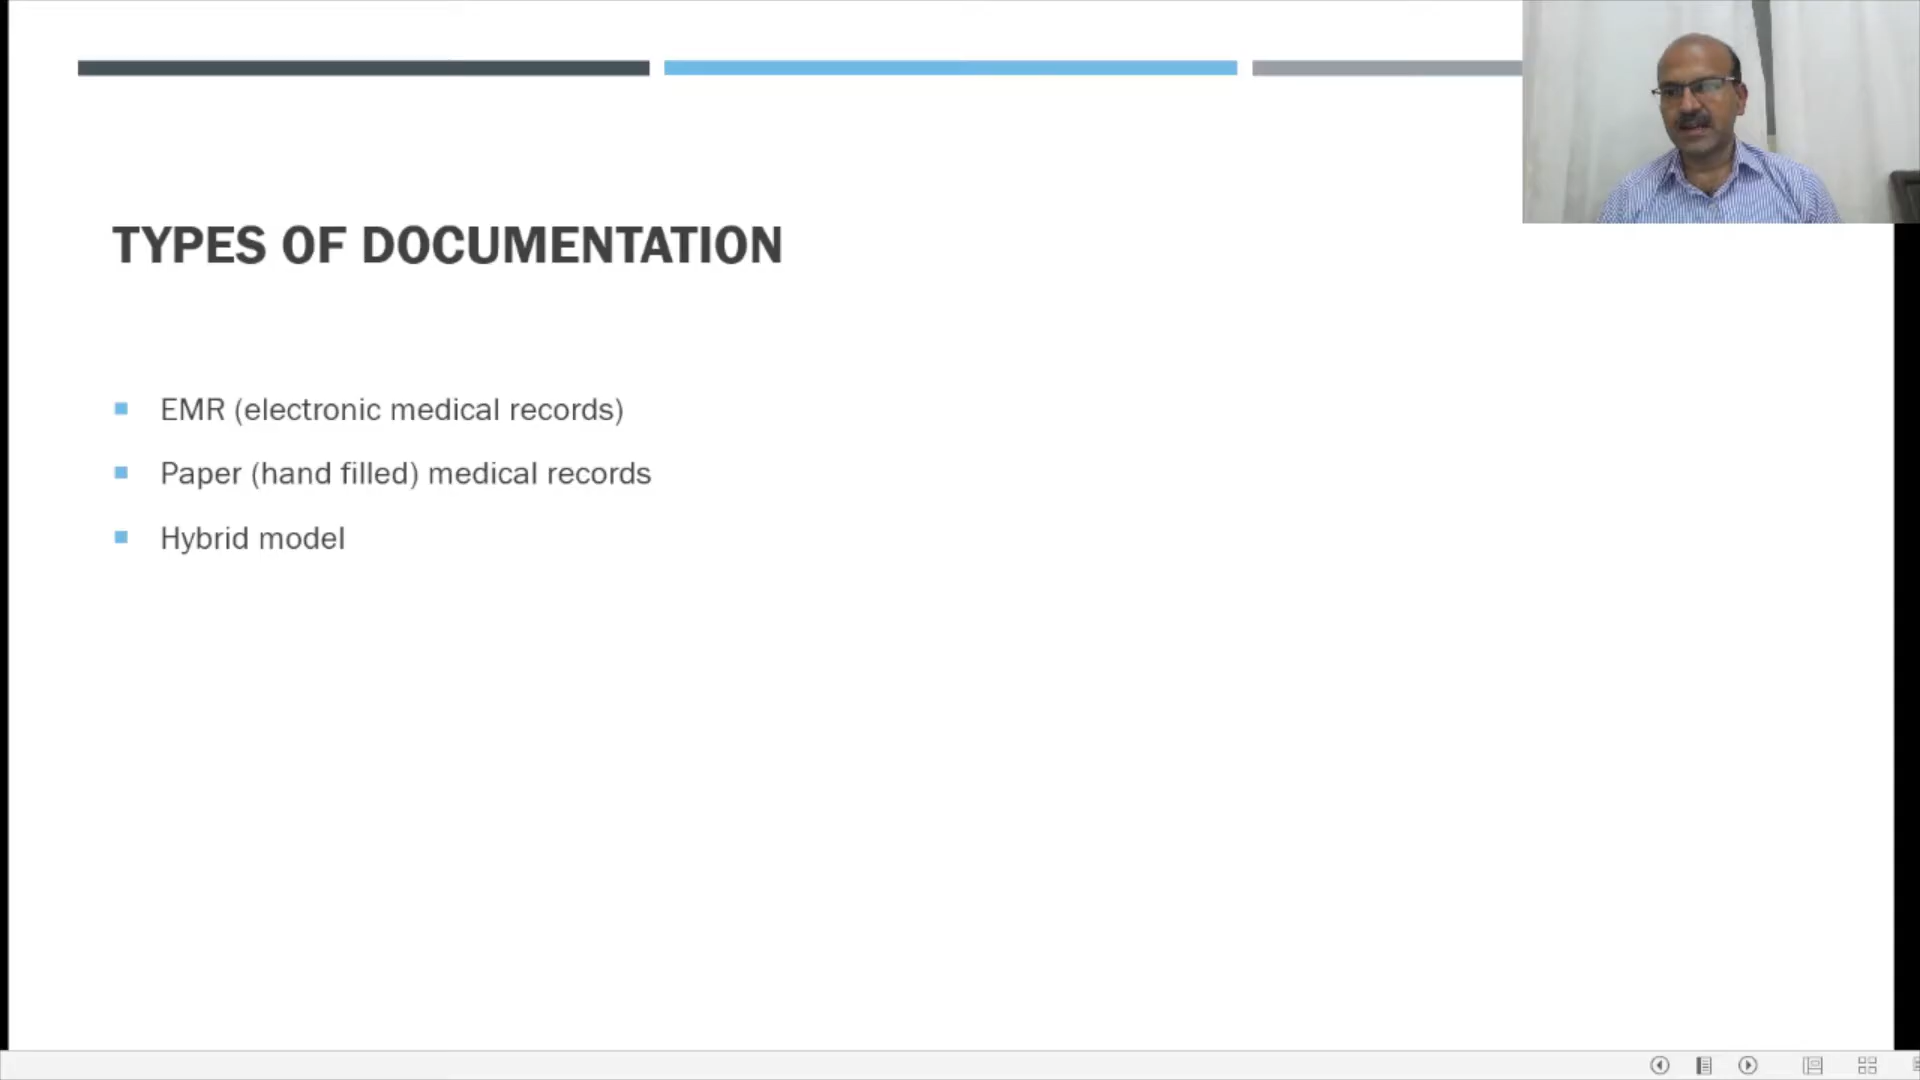 TYPES OF DOCUMENTATION
EMR (electronic medical records)
Paper (hand filled) medical records
Hybrid model